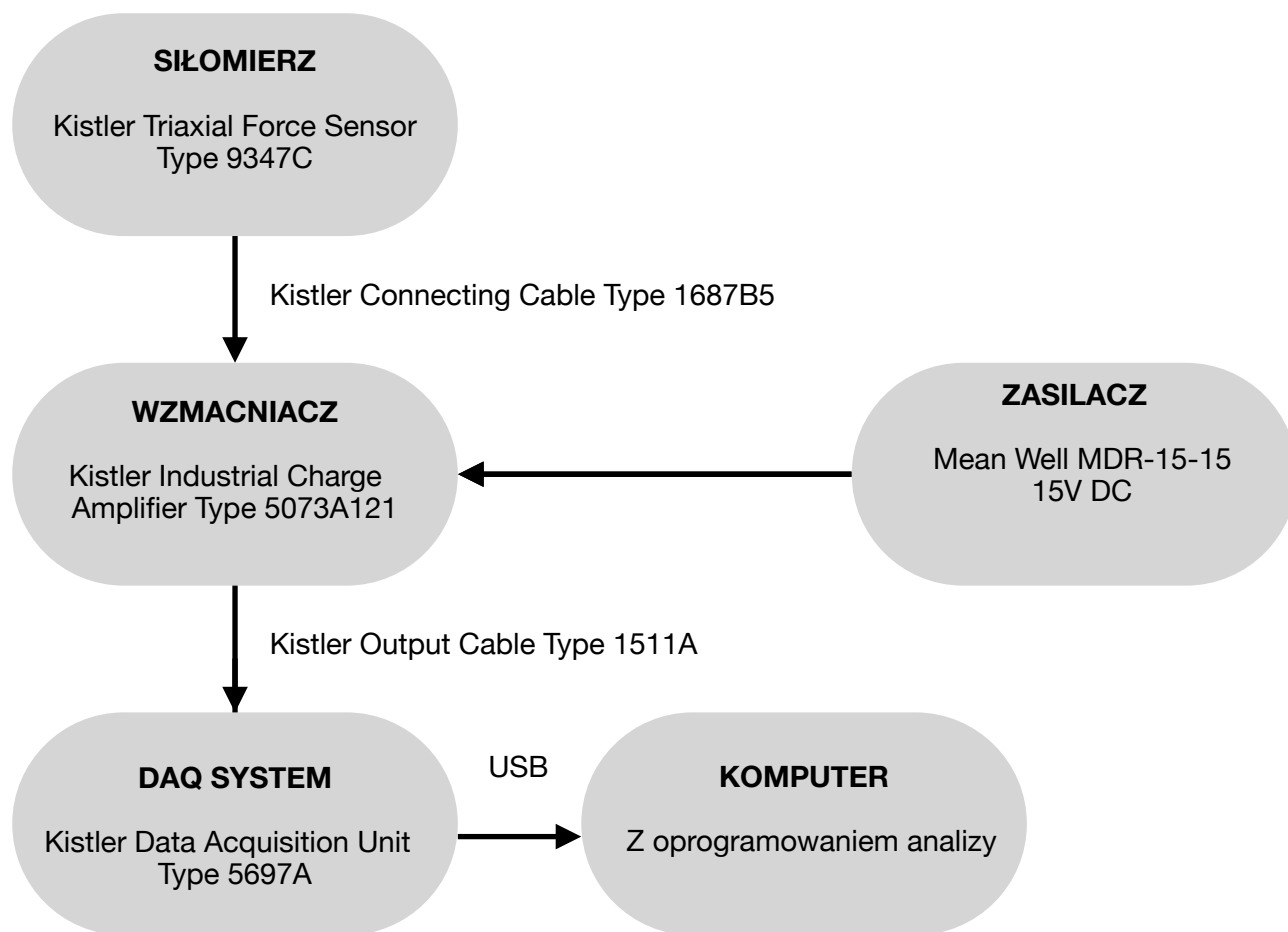 SIŁOMIERZ
Kistler Triaxial Force Sensor
Type 9347C
Kistler Connecting Cable Type 1687B5
WZMACNIACZ
Kistler Industrial Charge
Amplifier Type 5073A121
ZASILACZ
Mean Well MDR-15-15
15V DC
Kistler Output Cable Type 1511A
DAQ SYSTEM
Kistler Data Acquisition Unit
Type 5697A
USB
KOMPUTER
Z oprogramowaniem analizy